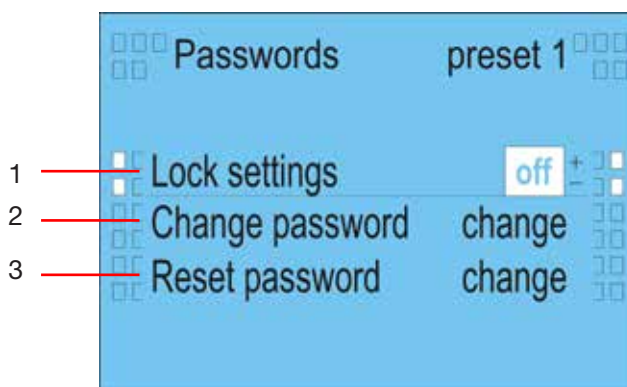 Passwords preset 1
1 Lock settings off + -
2 Change password change
3 Reset password change